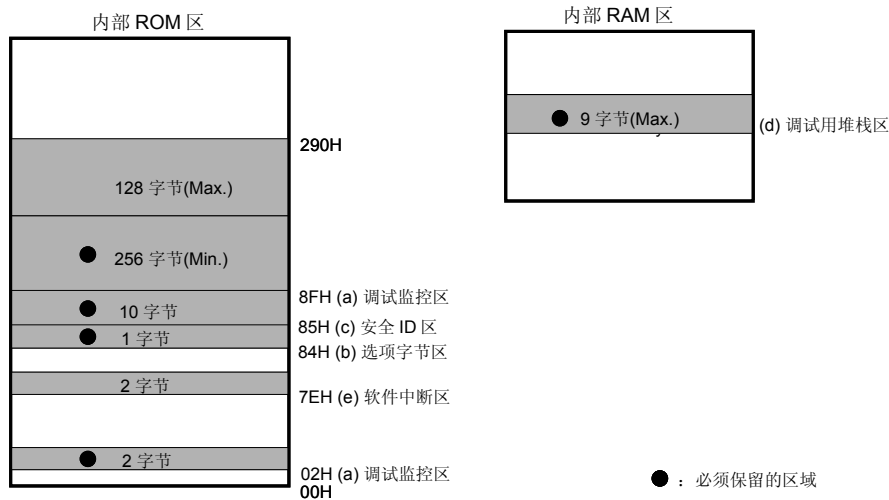 内部 ROM 区
290H
128 字节(Max.)
256 字节(Min.)
8FH (a) 调试监控区
10 字节
85H (c) 安全 ID 区
1 字节
84H (b) 选项字节区
2 字节
7EH (e) 软件中断区
2 字节
02H (a) 调试监控区
00H
内部 RAM 区
9 字节(Max.)
(d) 调试用堆栈区
● ：必须保留的区域